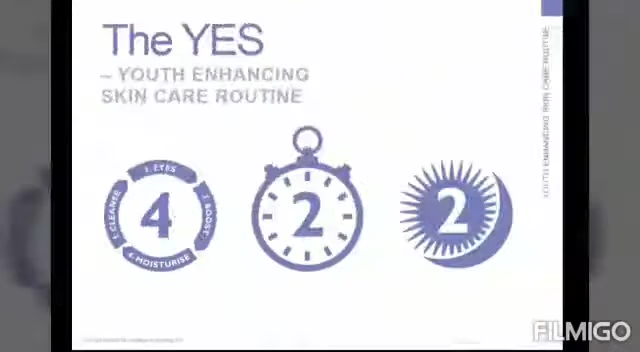 The YES
– YOUTH ENHANCING
SKIN CARE ROUTINE
YOUTH ENHANCING SKIN CARE ROUTINE
4
1. CLEANSE
2. EYES
3. BOOST
4. MOISTURISE
2
2
FILMIGO